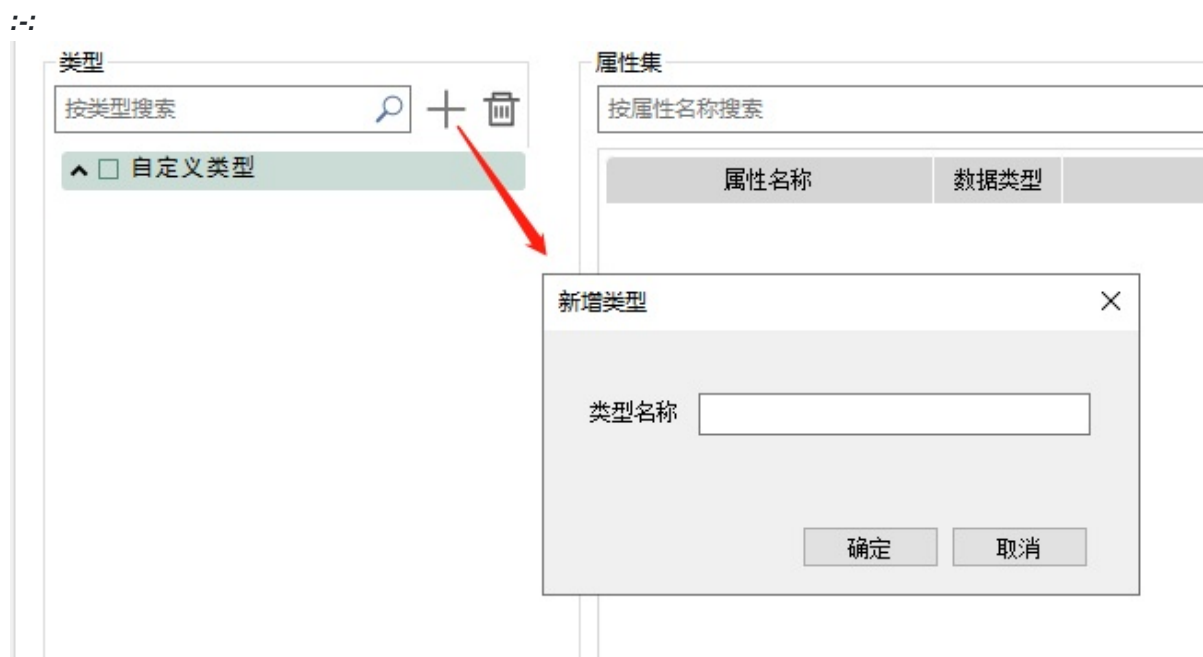 :-:
类型
属性集
按类型搜索
按属性名称搜索
自定义类型
属性名称
数据类型
新增类型
类型名称
确定
取消